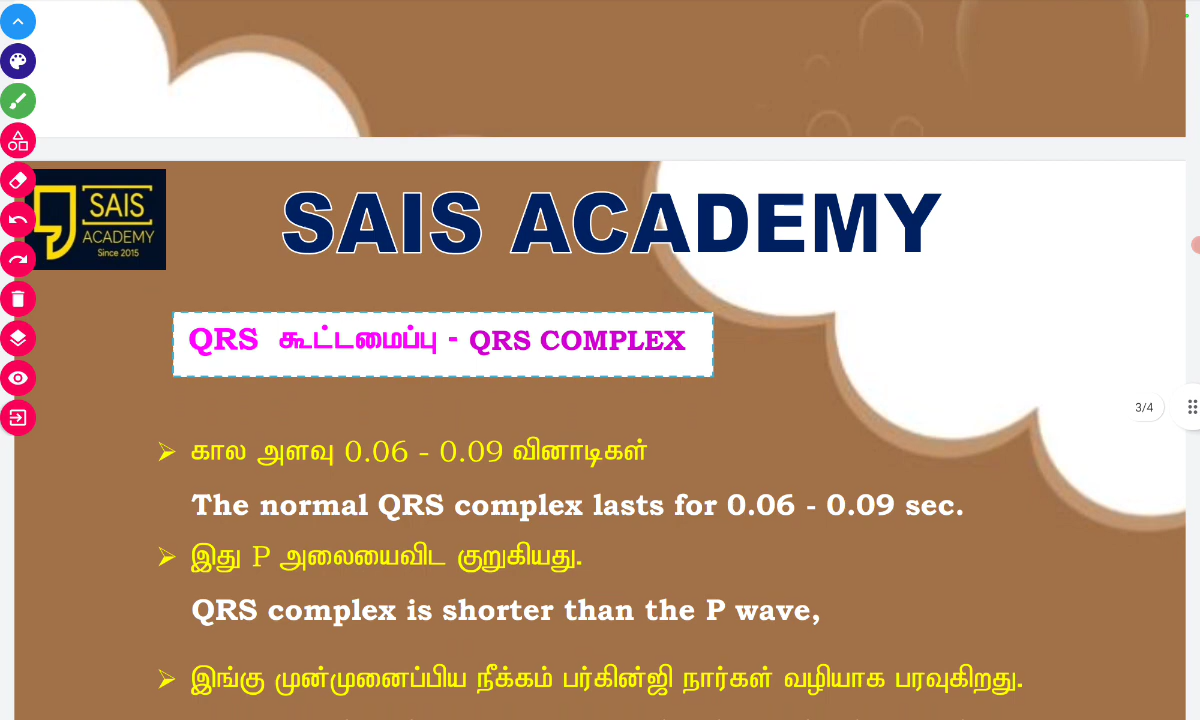 SAIS
ACADEMY
Since 2015
SAIS ACADEMY
QRS கூட்டமைப்பு - QRS COMPLEX
3/4
➢ கால அளவு 0.06 - 0.09 வினாடிகள்
The normal QRS complex lasts for 0.06 - 0.09 sec.
➢ இது P அலையைவிட குறுகியது.
QRS complex is shorter than the P wave,
➢ இங்கு முன்முனைப்பிய நீக்கம் பர்கின்ஜி நார்கள் வழியாக பரவுகிறது.